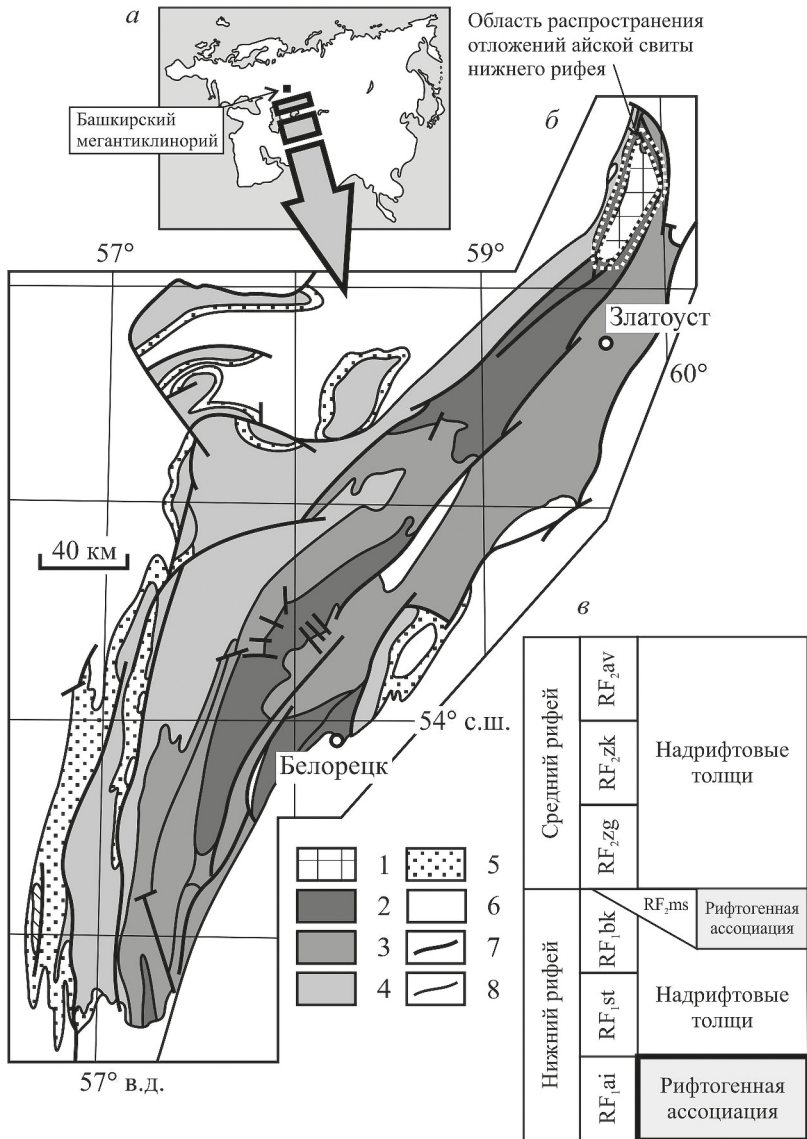 а
Область распространения
отложений айской свиты
нижнего рифея
Башкирский
мегантиклинорий
б
57°
59°
Златоуст
60°
40 км
в
54° с.ш.
Белорецк
57° в.д.
1
2
3
4
5
6
7
8
Средний рифей
RF₂av
RF₂zk
RF₂zg
Надрифтовые
толщи
Нижний рифей
RF₂ms
Рифтогенная
ассоциация
RF₁bk
RF₁st
Надрифтовые
толщи
RF₁ai
Рифтогенная
ассоциация